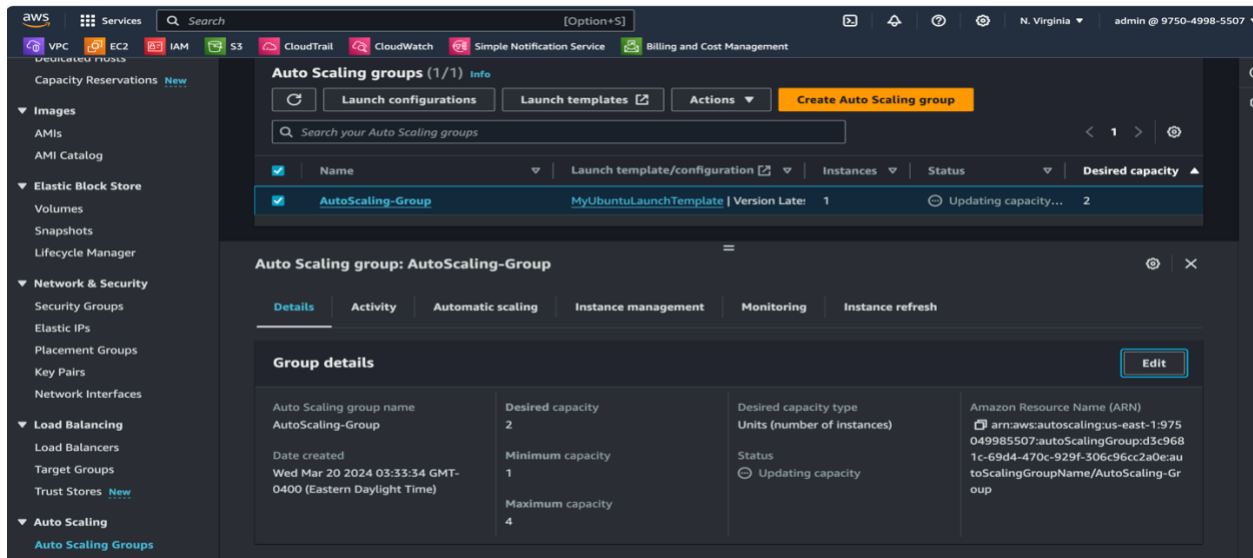 aws Services Search [Option+S] N. Virginia admin @ 9750-4998-5507
VPC EC2 IAM S3 CloudTrail CloudWatch Simple Notification Service Billing and Cost Management
Dedicated Hosts
Capacity Reservations New
Images
AMIs
AMI Catalog
Elastic Block Store
Volumes
Snapshots
Lifecycle Manager
Network & Security
Security Groups
Elastic IPs
Placement Groups
Key Pairs
Network Interfaces
Load Balancing
Load Balancers
Target Groups
Trust Stores New
Auto Scaling
Auto Scaling Groups
Auto Scaling groups (1/1) Info
Launch configurations Launch templates Actions Create Auto Scaling group
Search your Auto Scaling groups
1
Name Launch template/configuration Instances Status Desired capacity
AutoScaling-Group MyUbuntuLaunchTemplate | Version Lates 1 Updating capacity... 2
Auto Scaling group: AutoScaling-Group
Details Activity Automatic scaling Instance management Monitoring Instance refresh
Group details Edit
Auto Scaling group name
AutoScaling-Group
Date created
Wed Mar 20 2024 03:33:34 GMT-
0400 (Eastern Daylight Time)
Desired capacity
2
Minimum capacity
1
Maximum capacity
4
Desired capacity type
Units (number of instances)
Status
Updating capacity
Amazon Resource Name (ARN)
arn:aws:autoscaling:us-east-1:975
049985507:autoScalingGroup:d3c968
1c-69d4-470c-929f-306c96cc2a0e:au
toScalingGroupName/AutoScaling-Gr
oup